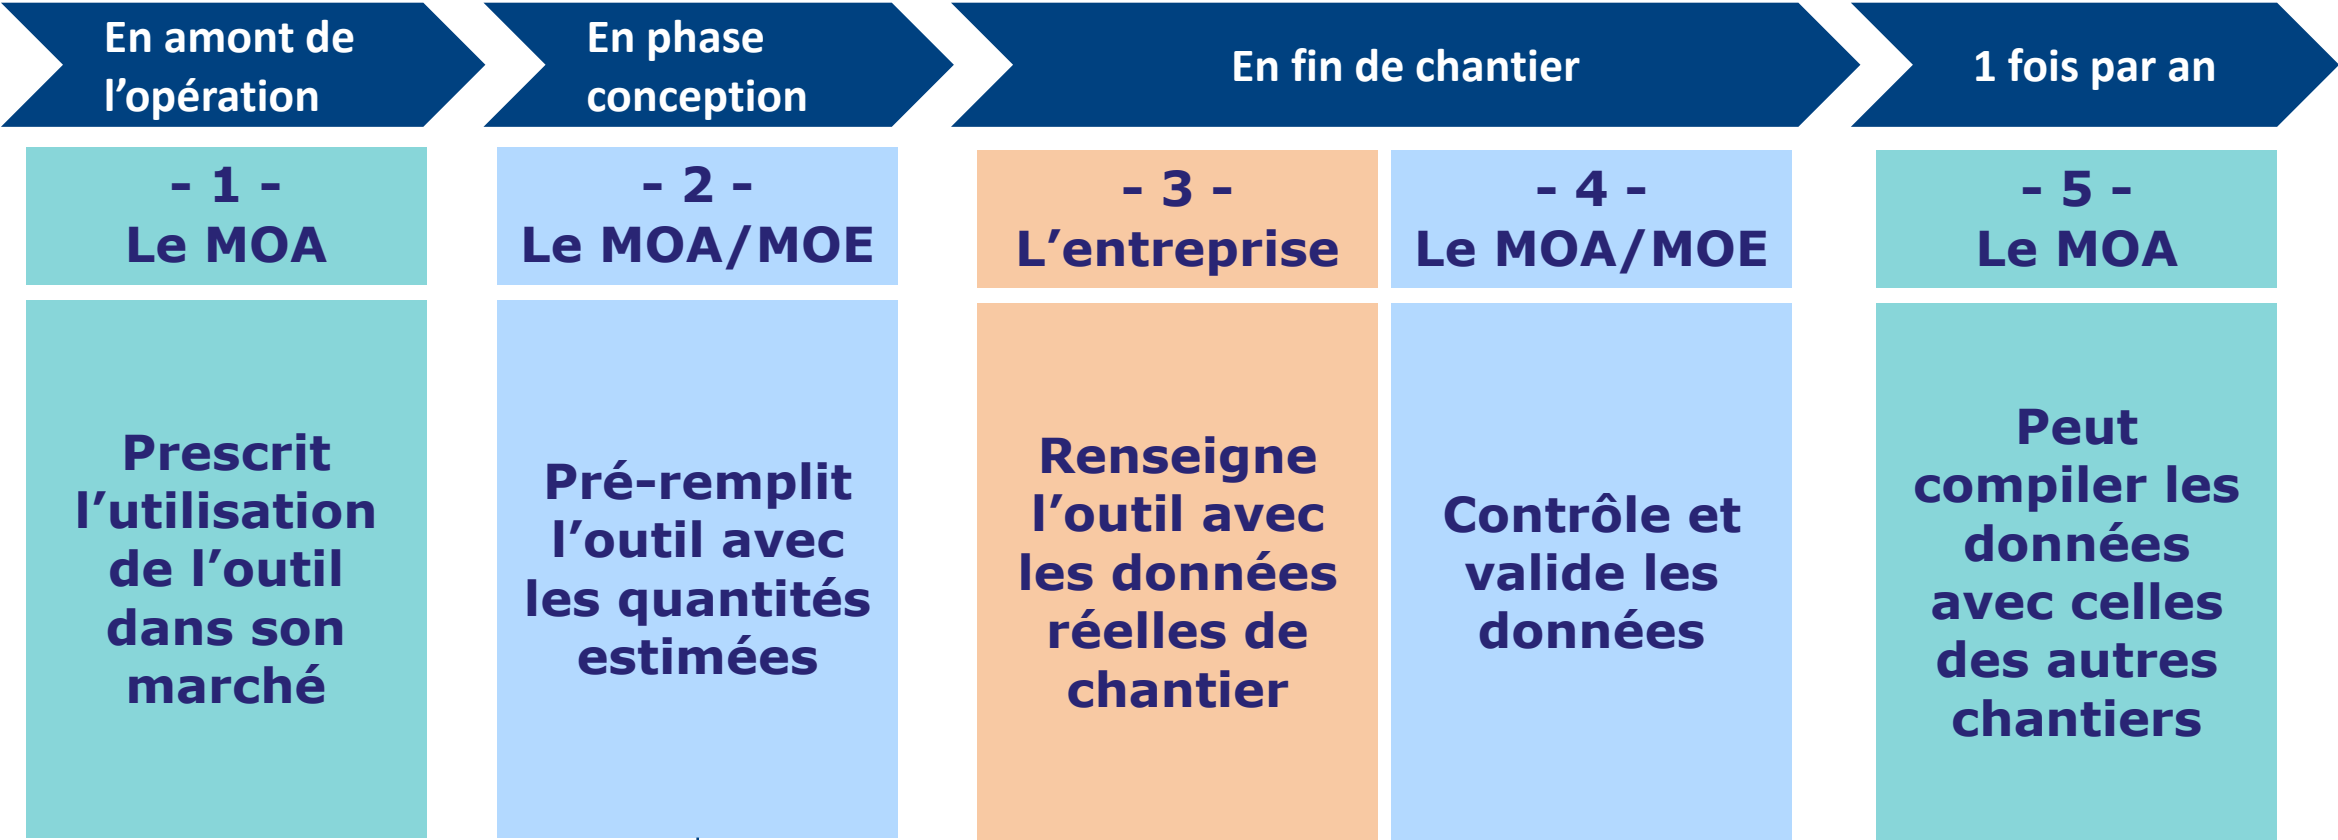 En amont de
l’opération
En phase
conception
En fin de chantier
1 fois par an
- 1 -
Le MOA
- 2 -
Le MOA/MOE
- 3 -
L’entreprise
- 4 -
Le MOA/MOE
- 5 -
Le MOA
Prescrit
l’utilisation
de l’outil
dans son
marché
Pré-remplit
l’outil avec
les quantités
estimées
Renseigne
l’outil avec
les données
réelles de
chantier
Contrôle et
valide les
données
Peut
compiler les
données
avec celles
des autres
chantiers